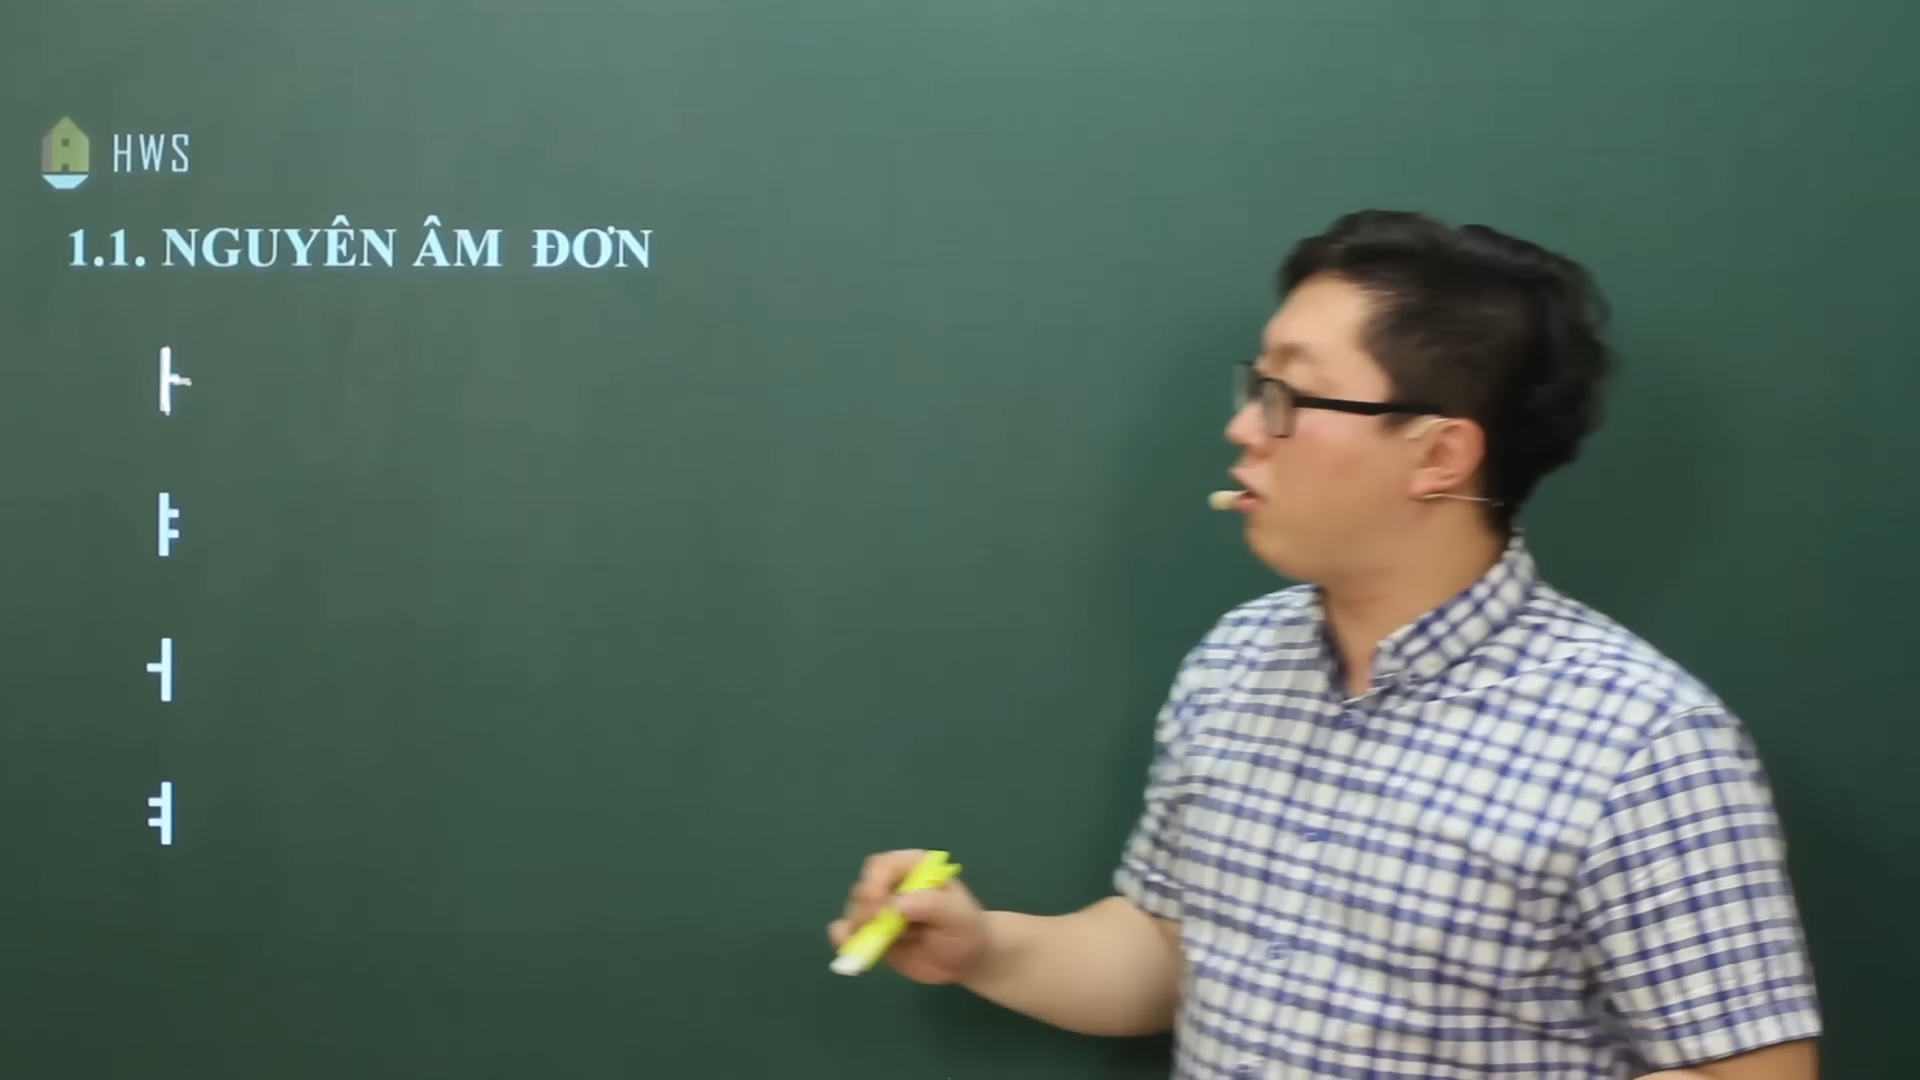 HWS
1.1. NGUYÊN ÂM ĐƠN
ㅏ
ㅑ
ㅓ
ㅕ